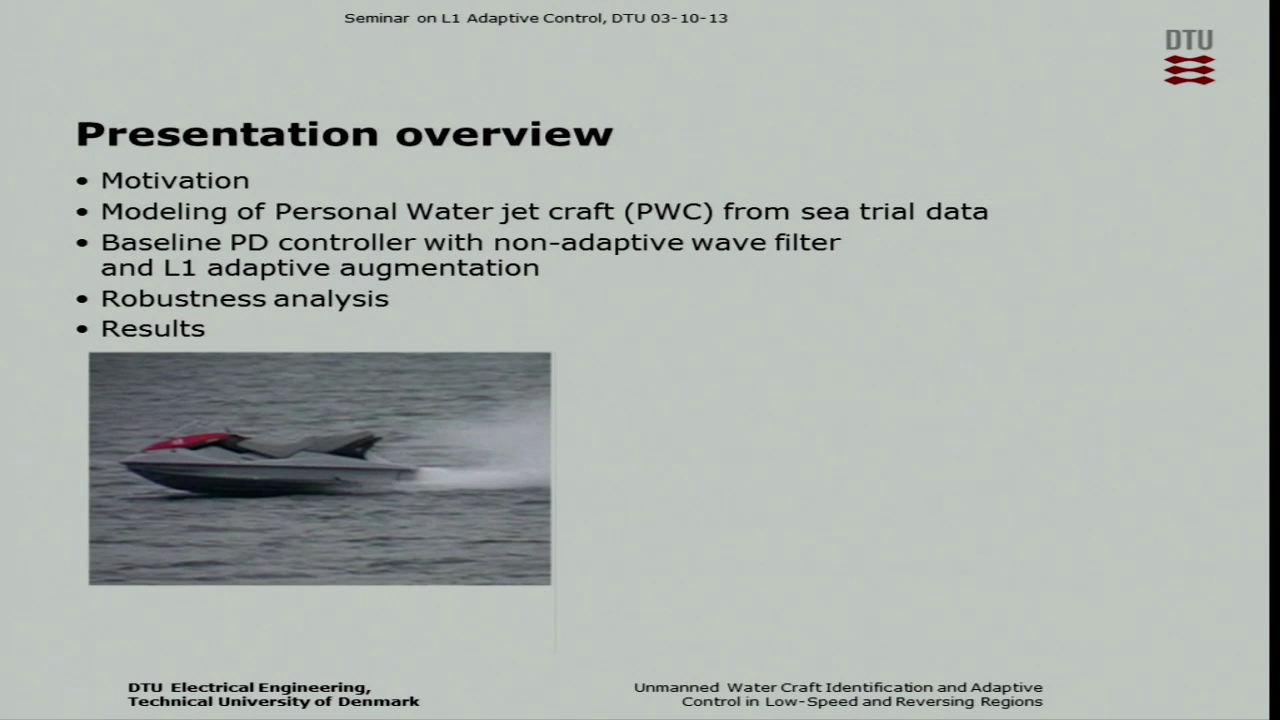 Seminar on L1 Adaptive Control, DTU 03-10-13
DTU
Presentation overview
• Motivation
• Modeling of Personal Water jet craft (PWC) from sea trial data
• Baseline PD controller with non-adaptive wave filter
and L1 adaptive augmentation
• Robustness analysis
• Results
DTU Electrical Engineering,
Technical University of Denmark
Unmanned Water Craft Identification and Adaptive
Control in Low-Speed and Reversing Regions